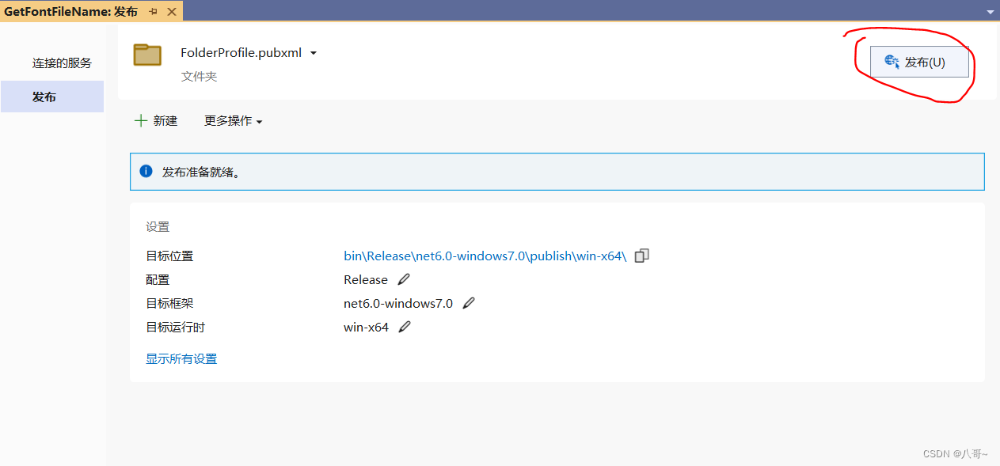 GetFontFileName: 发布
连接的服务
发布
FolderProfile.pubxml
文件夹
发布(U)
新建 更多操作
发布准备就绪。
设置
目标位置 bin\Release\net6.0-windows7.0\publish\win-x64\
配置 Release
目标框架 net6.0-windows7.0
目标运行时 win-x64
显示所有设置
CSDN @八哥~